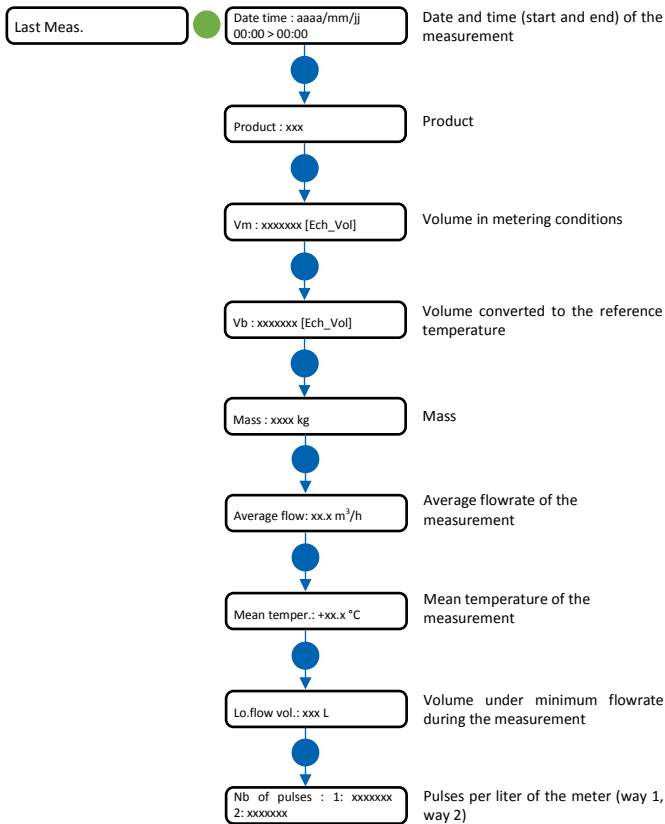 Last Meas.
Date time : aaaa/mm/jj
00:00 > 00:00
Date and time (start and end) of the
measurement
Product : xxx
Product
Vm : xxxxxxx [Ech_Vol]
Volume in metering conditions
Vb : xxxxxxx [Ech_Vol]
Volume converted to the reference
temperature
Mass : xxxx kg
Mass
Average flow: xx.x m³/h
Average flowrate of the
measurement
Mean temper.: +xx.x °C
Mean temperature of the
measurement
Lo.flow vol.: xxx L
Volume under minimum flowrate
during the measurement
Nb of pulses : 1: xxxxxxx
2: xxxxxxx
Pulses per liter of the meter (way 1,
way 2)